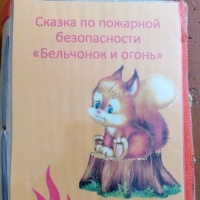 Сказка по пожарной
безопасности
«Бельчонок и огонь»